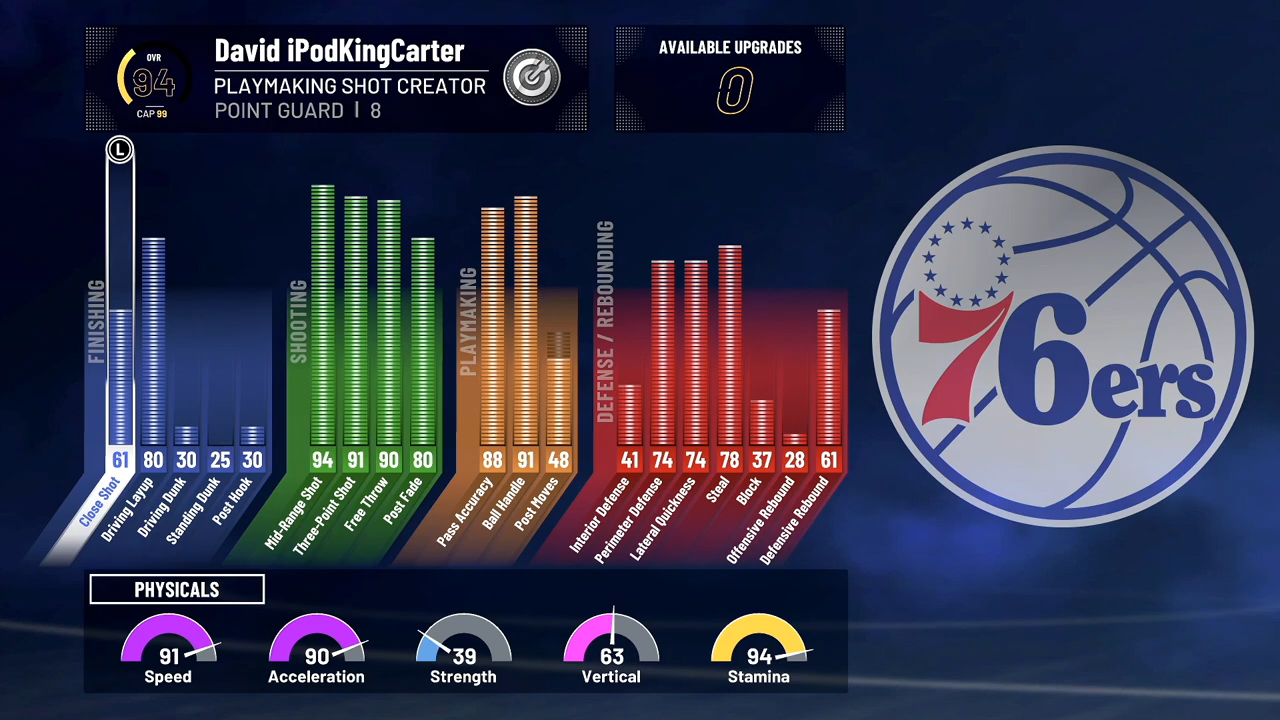 OVR
94
CAP 99
David iPodKingCarter
PLAYMAKING SHOT CREATOR
POINT GUARD | 8
AVAILABLE UPGRADES
0
L
FINISHING
61 80 30 25 30
Close Shot
Driving Layup
Driving Dunk
Standing Dunk
Post Hook
SHOOTING
94 91 90 80
Mid-Range Shot
Three-Point Shot
Free Throw
Post Fade
PLAYMAKING
88 91 48
Pass Accuracy
Ball Handle
Post Moves
DEFENSE / REBOUNDING
41 74 74 78 37 28 61
Interior Defense
Perimeter Defense
Lateral Quickness
Steal
Block
Offensive Rebound
Defensive Rebound
76ers
PHYSICALS
91 90 39 63 94
Speed Acceleration Strength Vertical Stamina